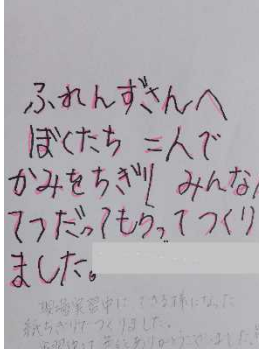 ふれんずさんへ
ぼくたち 二人で
かみをちぎり みんな
てつだってもらってつくり
ました。
現場実習中に できる様になった
紙ちぎりでつくりました。